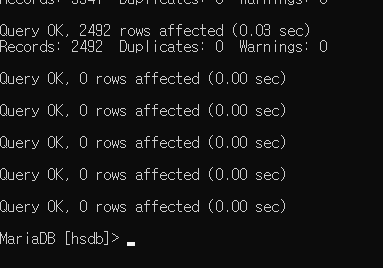 Records: 3341  Duplicates: 0  Warnings: 0
Query OK, 2492 rows affected (0.03 sec)
Records: 2492  Duplicates: 0  Warnings: 0
Query OK, 0 rows affected (0.00 sec)
Query OK, 0 rows affected (0.00 sec)
Query OK, 0 rows affected (0.00 sec)
Query OK, 0 rows affected (0.00 sec)
Query OK, 0 rows affected (0.00 sec)
MariaDB [hsdb]>